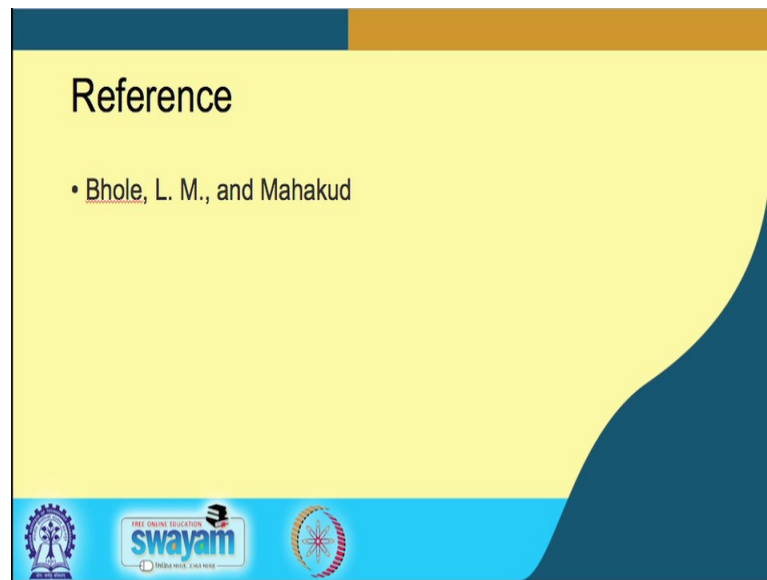 Reference
• Bhole, L. M., and Mahakud
FREE ONLINE EDUCATION
swayam